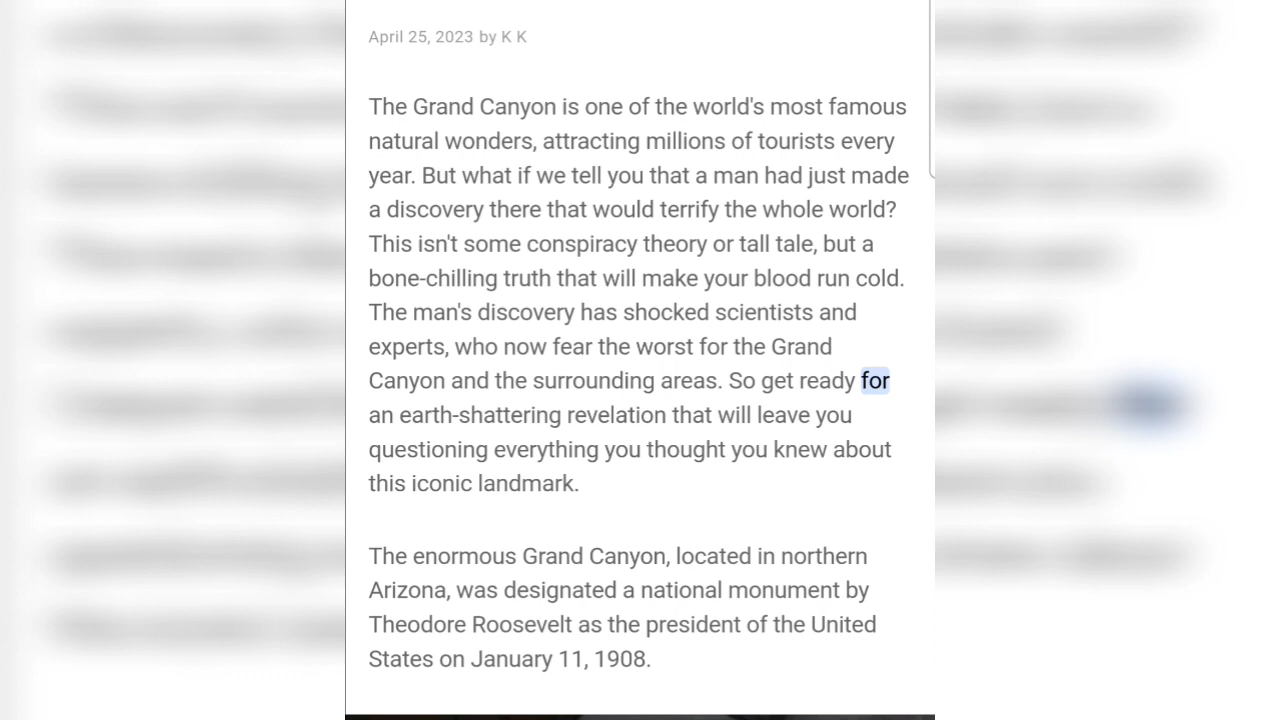 April 25, 2023 by K K
The Grand Canyon is one of the world's most famous
natural wonders, attracting millions of tourists every
year. But what if we tell you that a man had just made
a discovery there that would terrify the whole world?
This isn't some conspiracy theory or tall tale, but a
bone-chilling truth that will make your blood run cold.
The man's discovery has shocked scientists and
experts, who now fear the worst for the Grand
Canyon and the surrounding areas. So get ready for
an earth-shattering revelation that will leave you
questioning everything you thought you knew about
this iconic landmark.
The enormous Grand Canyon, located in northern
Arizona, was designated a national monument by
Theodore Roosevelt as the president of the United
States on January 11, 1908.